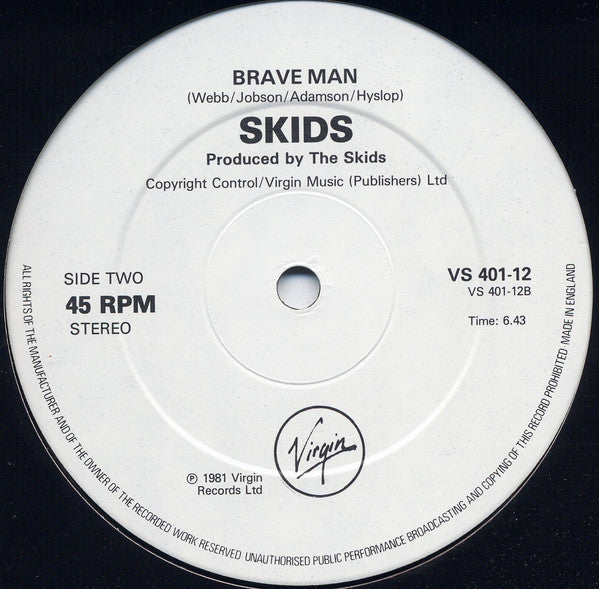 BRAVE MAN
(Webb/Jobson/Adamson/Hyslop)
SKIDS
Produced by The Skids
Copyright Control/Virgin Music (Publishers) Ltd
SIDE TWO
45 RPM
STEREO
VS 401-12
VS 401-12B
Time: 6.43
Virgin
℗ 1981 Virgin
Records Ltd
ALL RIGHTS OF THE MANUFACTURER AND OF THE OWNER OF THE RECORDED WORK RESERVED UNAUTHORISED PUBLIC PERFORMANCE BROADCASTING AND COPYING OF THIS RECORD PROHIBITED MADE IN ENGLAND